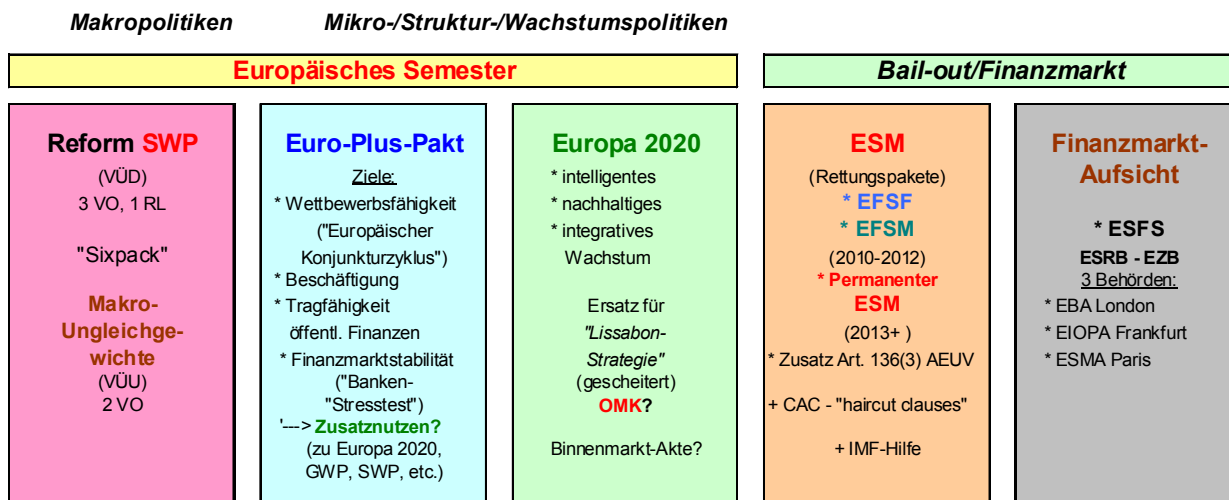 Makropolitiken
Mikro-/Struktur-/Wachstumspolitiken
Europäisches Semester
Bail-out/Finanzmarkt
Reform SWP
(VÜD)
3 VO, 1 RL
"Sixpack"
Makro-
Ungleichge-
wichte
(VÜU)
2 VO
Euro-Plus-Pakt
Ziele:
* Wettbewerbsfähigkeit
("Europäischer
Konjunkturzyklus")
* Beschäftigung
* Tragfähigkeit
öffentl. Finanzen
* Finanzmarktstabilität
("Banken-
"Stresstest")
'---> Zusatznutzen?
(zu Europa 2020,
GWP, SWP, etc.)
Europa 2020
* intelligentes
* nachhaltiges
* integratives
Wachstum
Ersatz für
"Lissabon-
Strategie"
(gescheitert)
OMK?
Binnenmarkt-Akte?
ESM
(Rettungspakete)
* EFSF
* EFSM
(2010-2012)
* Permanenter
ESM
(2013+ )
* Zusatz Art. 136(3) AEUV
+ CAC - "haircut clauses"
+ IMF-Hilfe
Finanzmarkt-
Aufsicht
* ESFS
ESRB - EZB
3 Behörden:
* EBA London
* EIOPA Frankfurt
* ESMA Paris